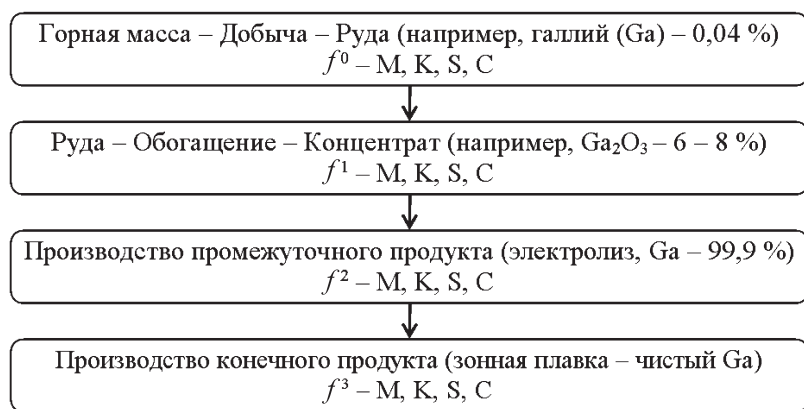 Горная масса – Добыча – Руда (например, галлий (Ga) – 0,04 %)
f⁰ – М, К, S, С
Руда – Обогащение – Концентрат (например, Ga₂O₃ – 6 – 8 %)
f¹ – М, К, S, С
Производство промежуточного продукта (электролиз, Ga – 99,9 %)
f² – М, К, S, С
Производство конечного продукта (зонная плавка – чистый Ga)
f³ – М, К, S, С